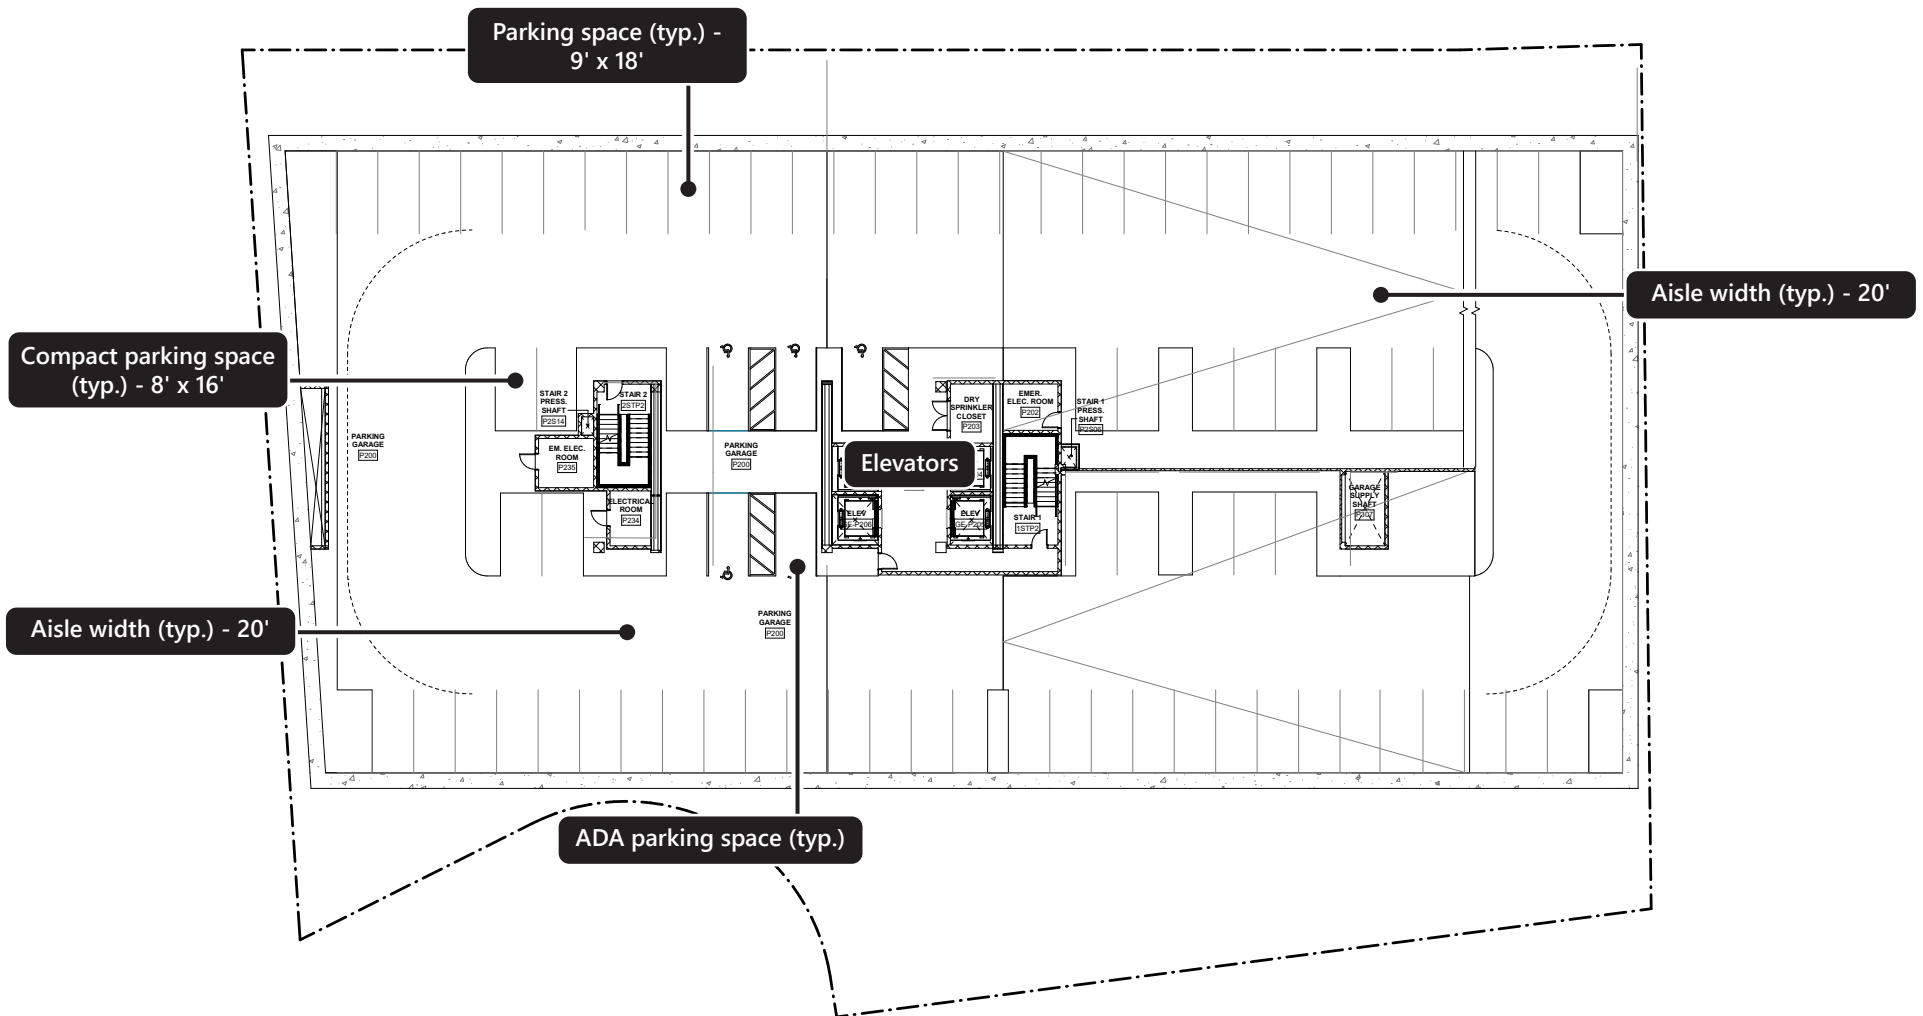 Parking space (typ.) -
9' x 18'
Aisle width (typ.) - 20'
Compact parking space
(typ.) - 8' x 16'
STAIR 2
PRESS.
SHAFT
P2S14
STAIR 2
2STP2
DRY
SPRINKLER
CLOSET
P203
EMER.
ELEC. ROOM
P202
STAIR 1
PRESS.
SHAFT
P2S06
PARKING
GARAGE
P200
EM. ELEC.
ROOM
P235
PARKING
GARAGE
P200
Elevators
ELECTRICAL
ROOM
P234
ELEV
P206
ELEV
STAIR 1
1STP2
GARAGE
SUPPLY
SHAFT
P307
PARKING
GARAGE
P200
Aisle width (typ.) - 20'
ADA parking space (typ.)